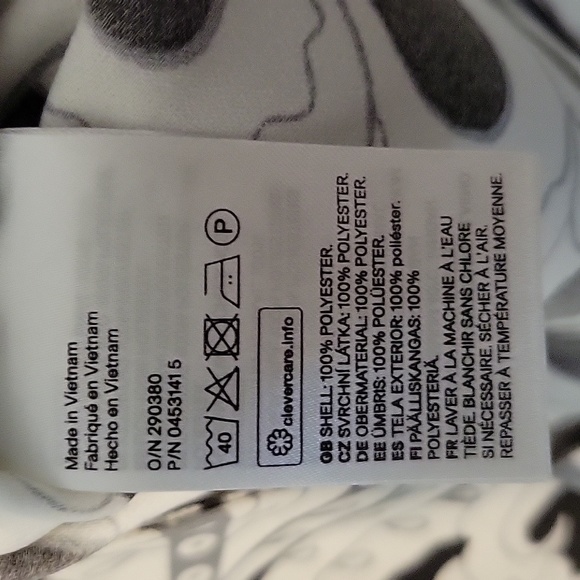 Made in Vietnam
Fabriqué en Vietnam
Hecho en Vietnam
O/N 290380
P/N 0453141 5
40
P
clevercare.info
GB SHELL: 100% POLYESTER.
CZ SVRCHNÍ LÁTKA: 100% POLYESTER.
DE OBERMATERIAL: 100% POLYESTER.
EE ÜMBRIS: 100% POLÜESTER.
ES TELA EXTERIOR: 100% poliéster.
FI PÄÄLLISKANGAS: 100%
POLYESTERIÄ.
FR LAVER À LA MACHINE À L'EAU
TIÈDE, BLANCHIR SANS CHLORE
SI NÉCESSAIRE, SÉCHER À L'AIR.
REPASSER À TEMPÉRATURE MOYENNE.